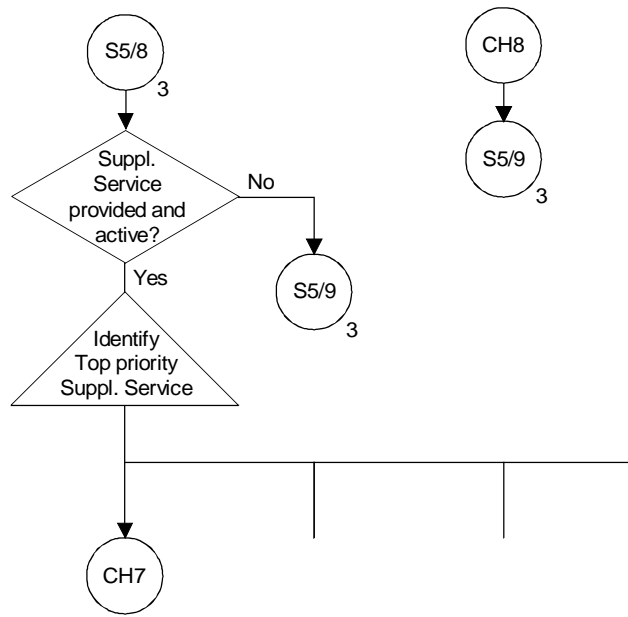 S5/8
3
CH8
Suppl.
Service
provided and
active?
No
S5/9
3
Yes
S5/9
3
Identify
Top priority
Suppl. Service
CH7